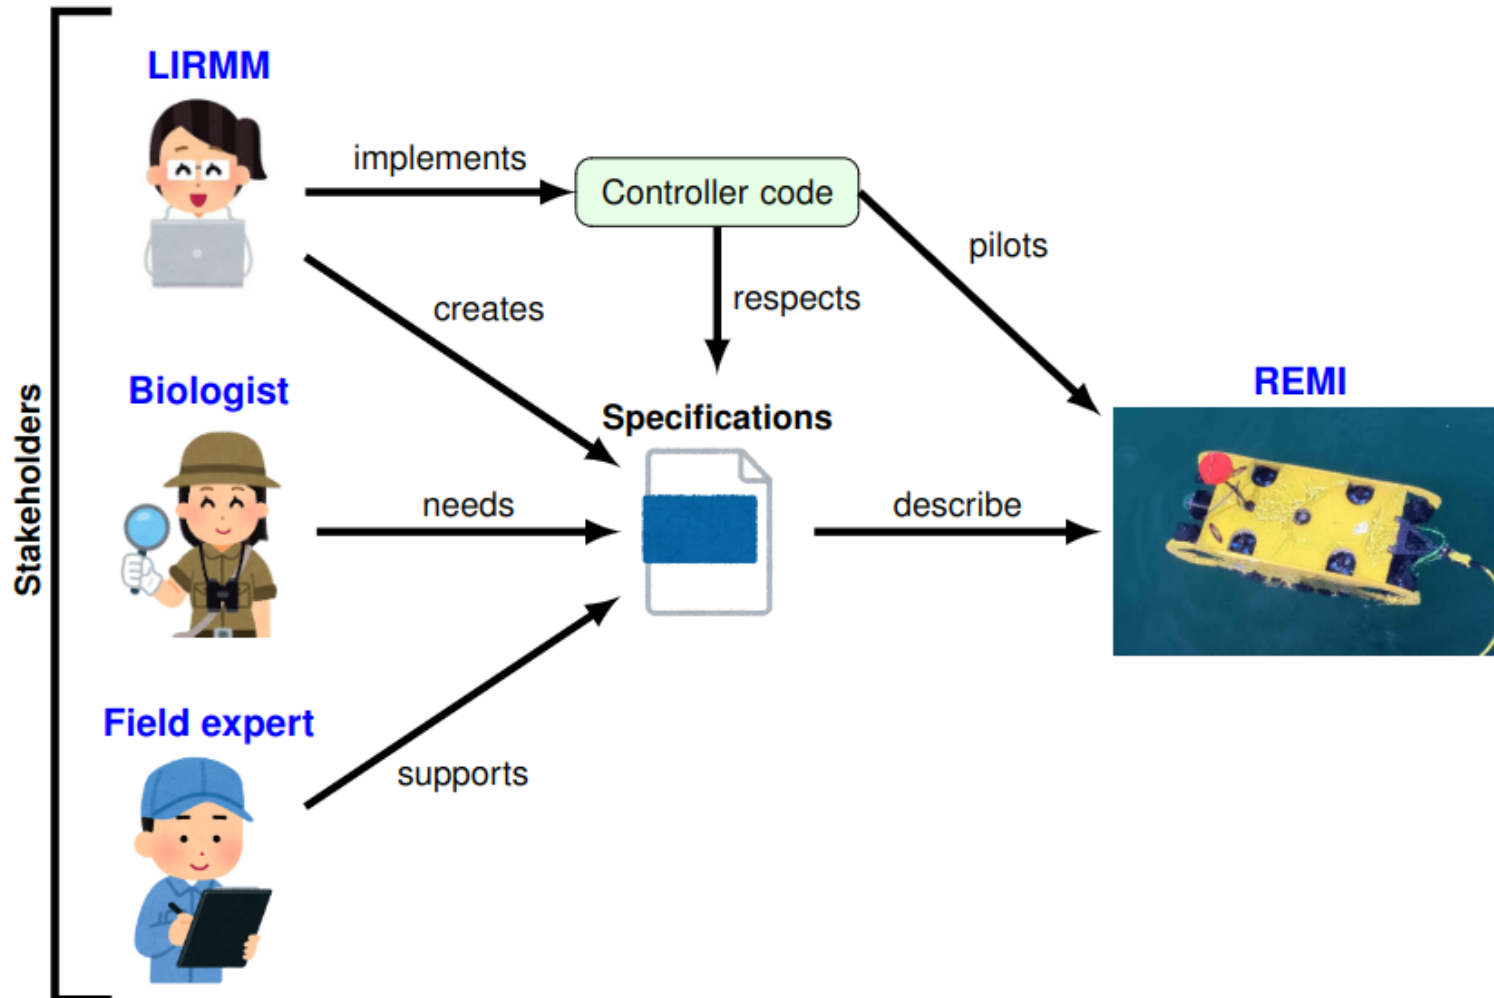 LIRMM
implements
Controller code
pilots
creates
respects
Stakeholders
Biologist
REMI
Specifications
needs
describe
Field expert
supports